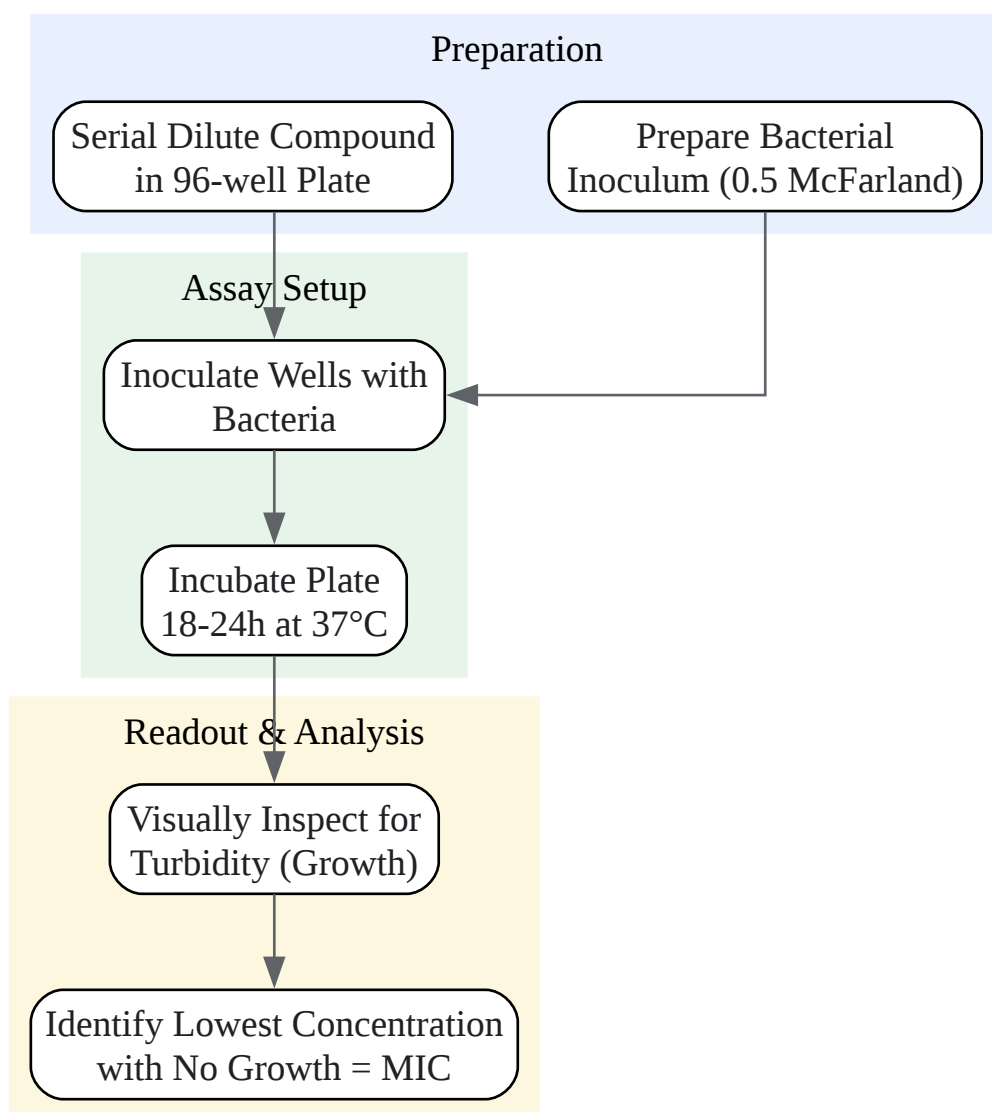 Preparation
Serial Dilute Compound
in 96-well Plate
Prepare Bacterial
Inoculum (0.5 McFarland)
Assay Setup
Inoculate Wells with
Bacteria
Incubate Plate
18-24h at 37°C
Readout & Analysis
Visually Inspect for
Turbidity (Growth)
Identify Lowest Concentration
with No Growth = MIC